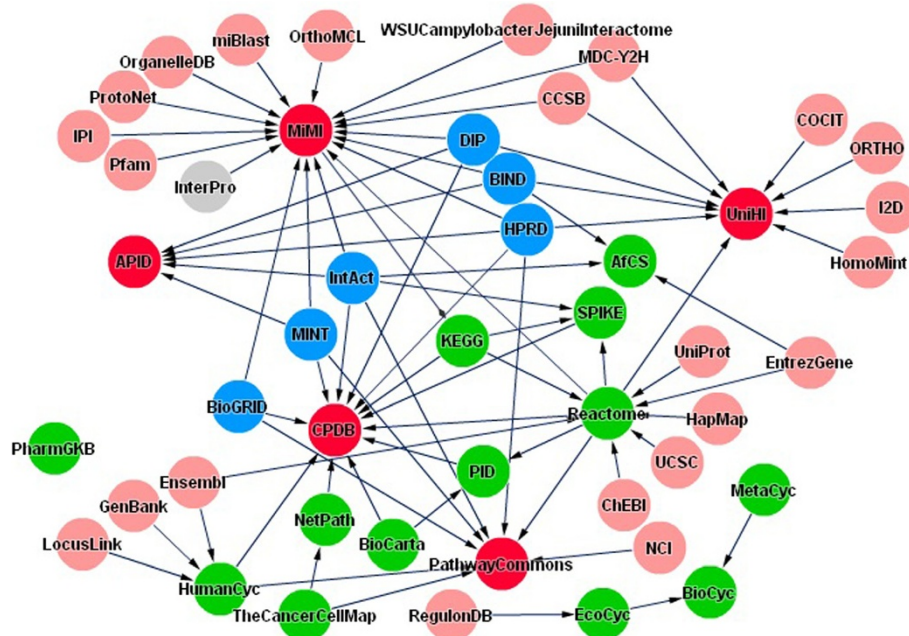 OrthoMCL
WSUCampylobacterJejuniInteractome
miBlast
MDC-Y2H
OrganelleDB
ProtoNet
CCSB
COCIT
IPI
MiMI
DIP
ORTHO
Pfam
BIND
InterPro
I2D
UniHI
HPRD
APID
HomoMint
AfCS
IntAct
SPIKE
MINT
KEGG
UniProt
EntrezGene
BioGRID
Reactome
HapMap
CPDB
PharmGKB
UCSC
PID
Ensembl
MetaCyc
GenBank
ChEBI
NetPath
BioCarta
LocusLink
NCI
PathwayCommons
HumanCyc
BioCyc
TheCancerCellMap
RegulonDB
EcoCyc